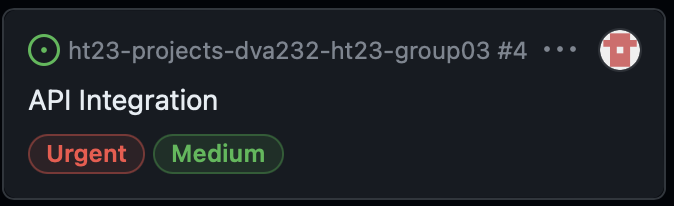 ht23-projects-dva232-ht23-group03 #4
API Integration
Urgent Medium